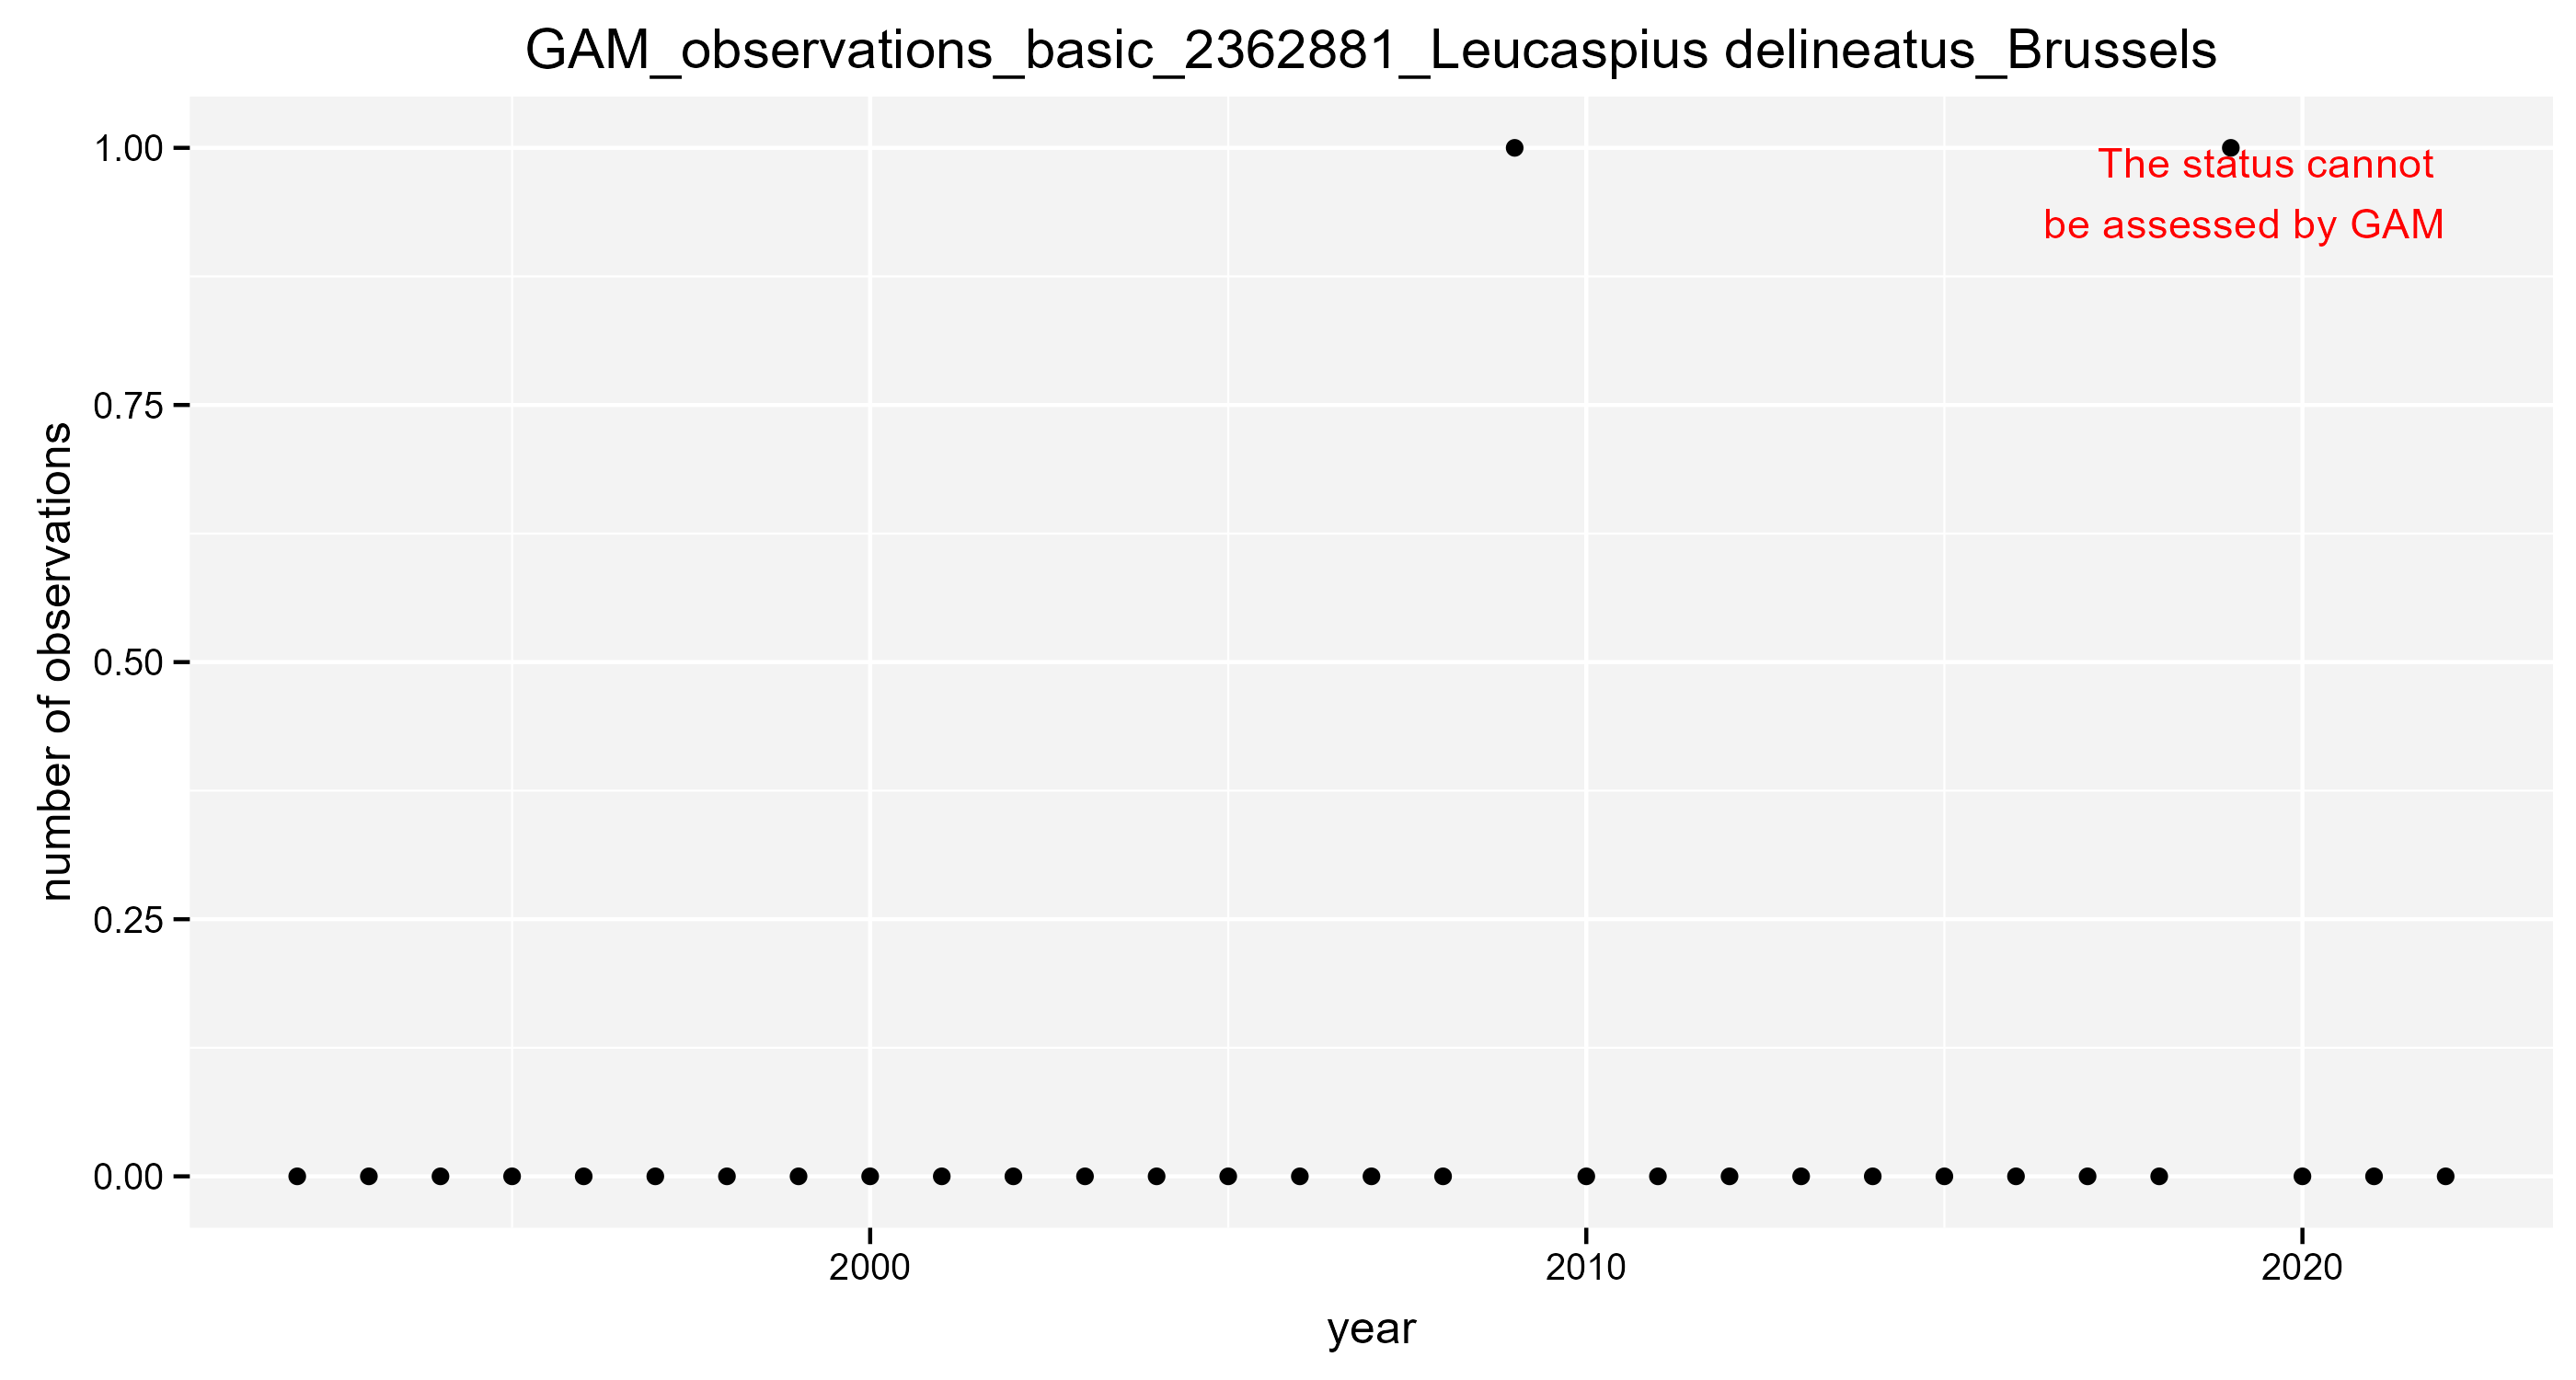 GAM_observations_basic_2362881_Leucaspius delineatus_Brussels
1.00
The status cannot
be assessed by GAM
0.75
number of observations
0.50
0.25
0.00
2000
2010
2020
year